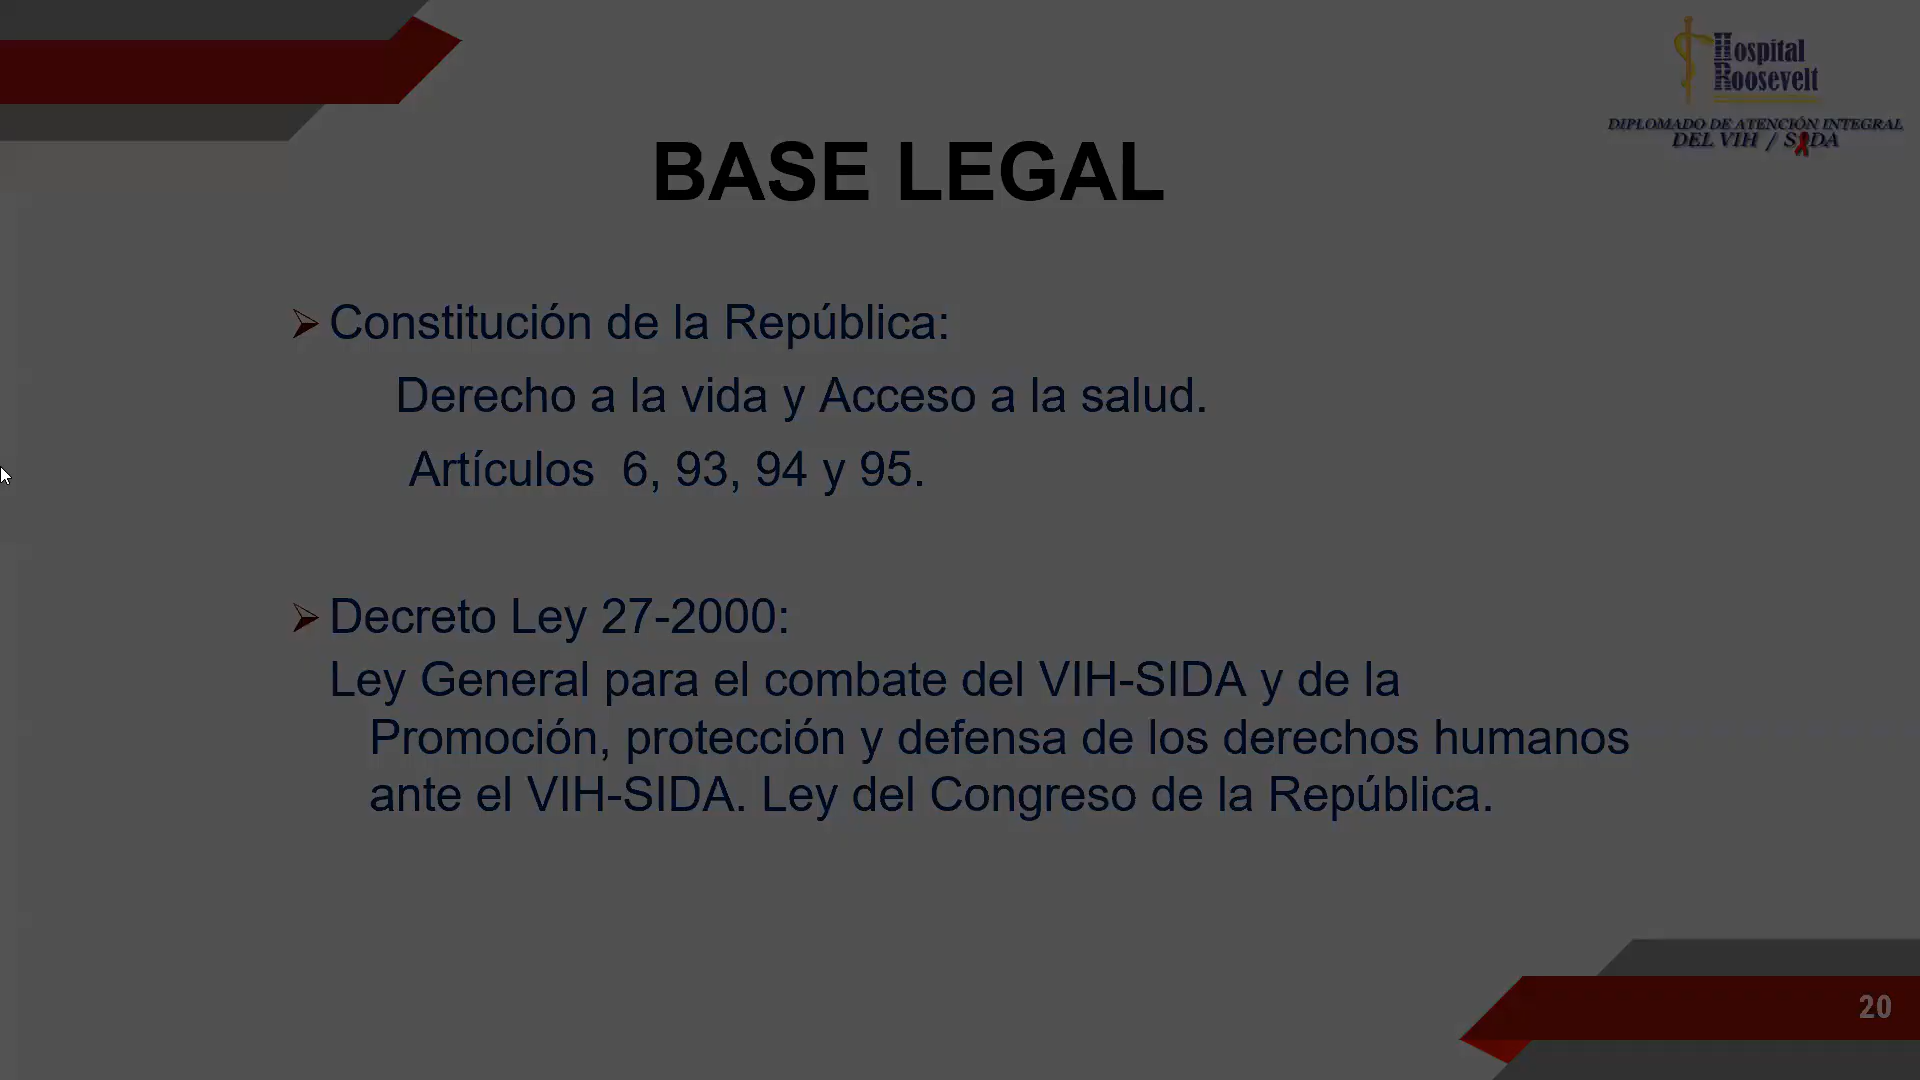 Hospital
Roosevelt
DIPLOMADO DE ATENCIÓN INTEGRAL
DEL VIH / SIDA
BASE LEGAL
Constitución de la República:
Derecho a la vida y Acceso a la salud.
Artículos 6, 93, 94 y 95.
Decreto Ley 27-2000:
Ley General para el combate del VIH-SIDA y de la
Promoción, protección y defensa de los derechos humanos
ante el VIH-SIDA. Ley del Congreso de la República.
20